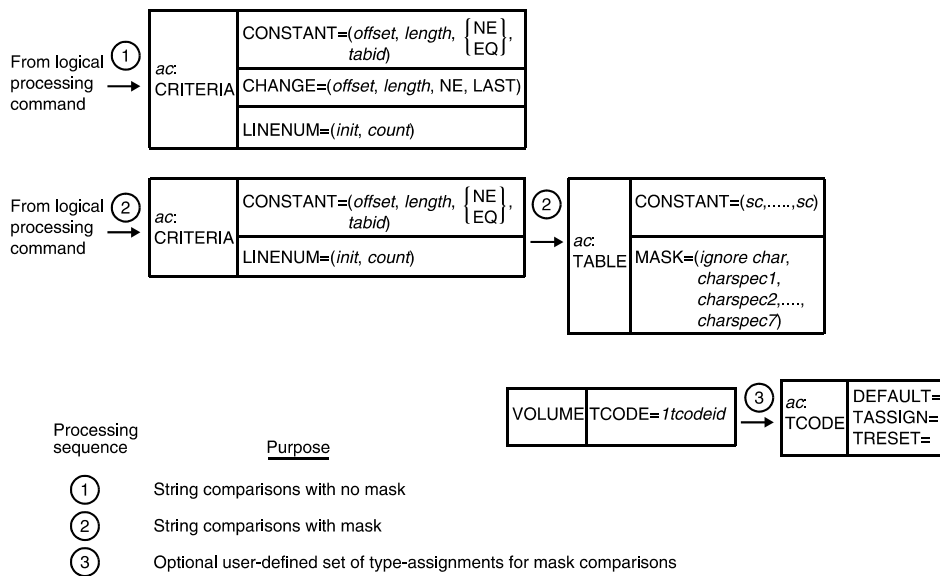 From logical
processing
command
1
ac:
CRITERIA
CONSTANT=(offset, length, {NE
EQ},
tabid)
CHANGE=(offset, length, NE, LAST)
LINENUM=(init, count)
From logical
processing
command
2
ac:
CRITERIA
CONSTANT=(offset, length, {NE
EQ},
tabid)
LINENUM=(init, count)
2
ac:
TABLE
CONSTANT=(sc,.....,sc)
MASK=(ignore char,
charspec1,
charspec2,....,
charspec7)
VOLUME
TCODE=1tcodeid
3
ac:
TCODE
DEFAULT=
TASSIGN=
TRESET=
Processing
sequence
Purpose
1 String comparisons with no mask
2 String comparisons with mask
3 Optional user-defined set of type-assignments for mask comparisons